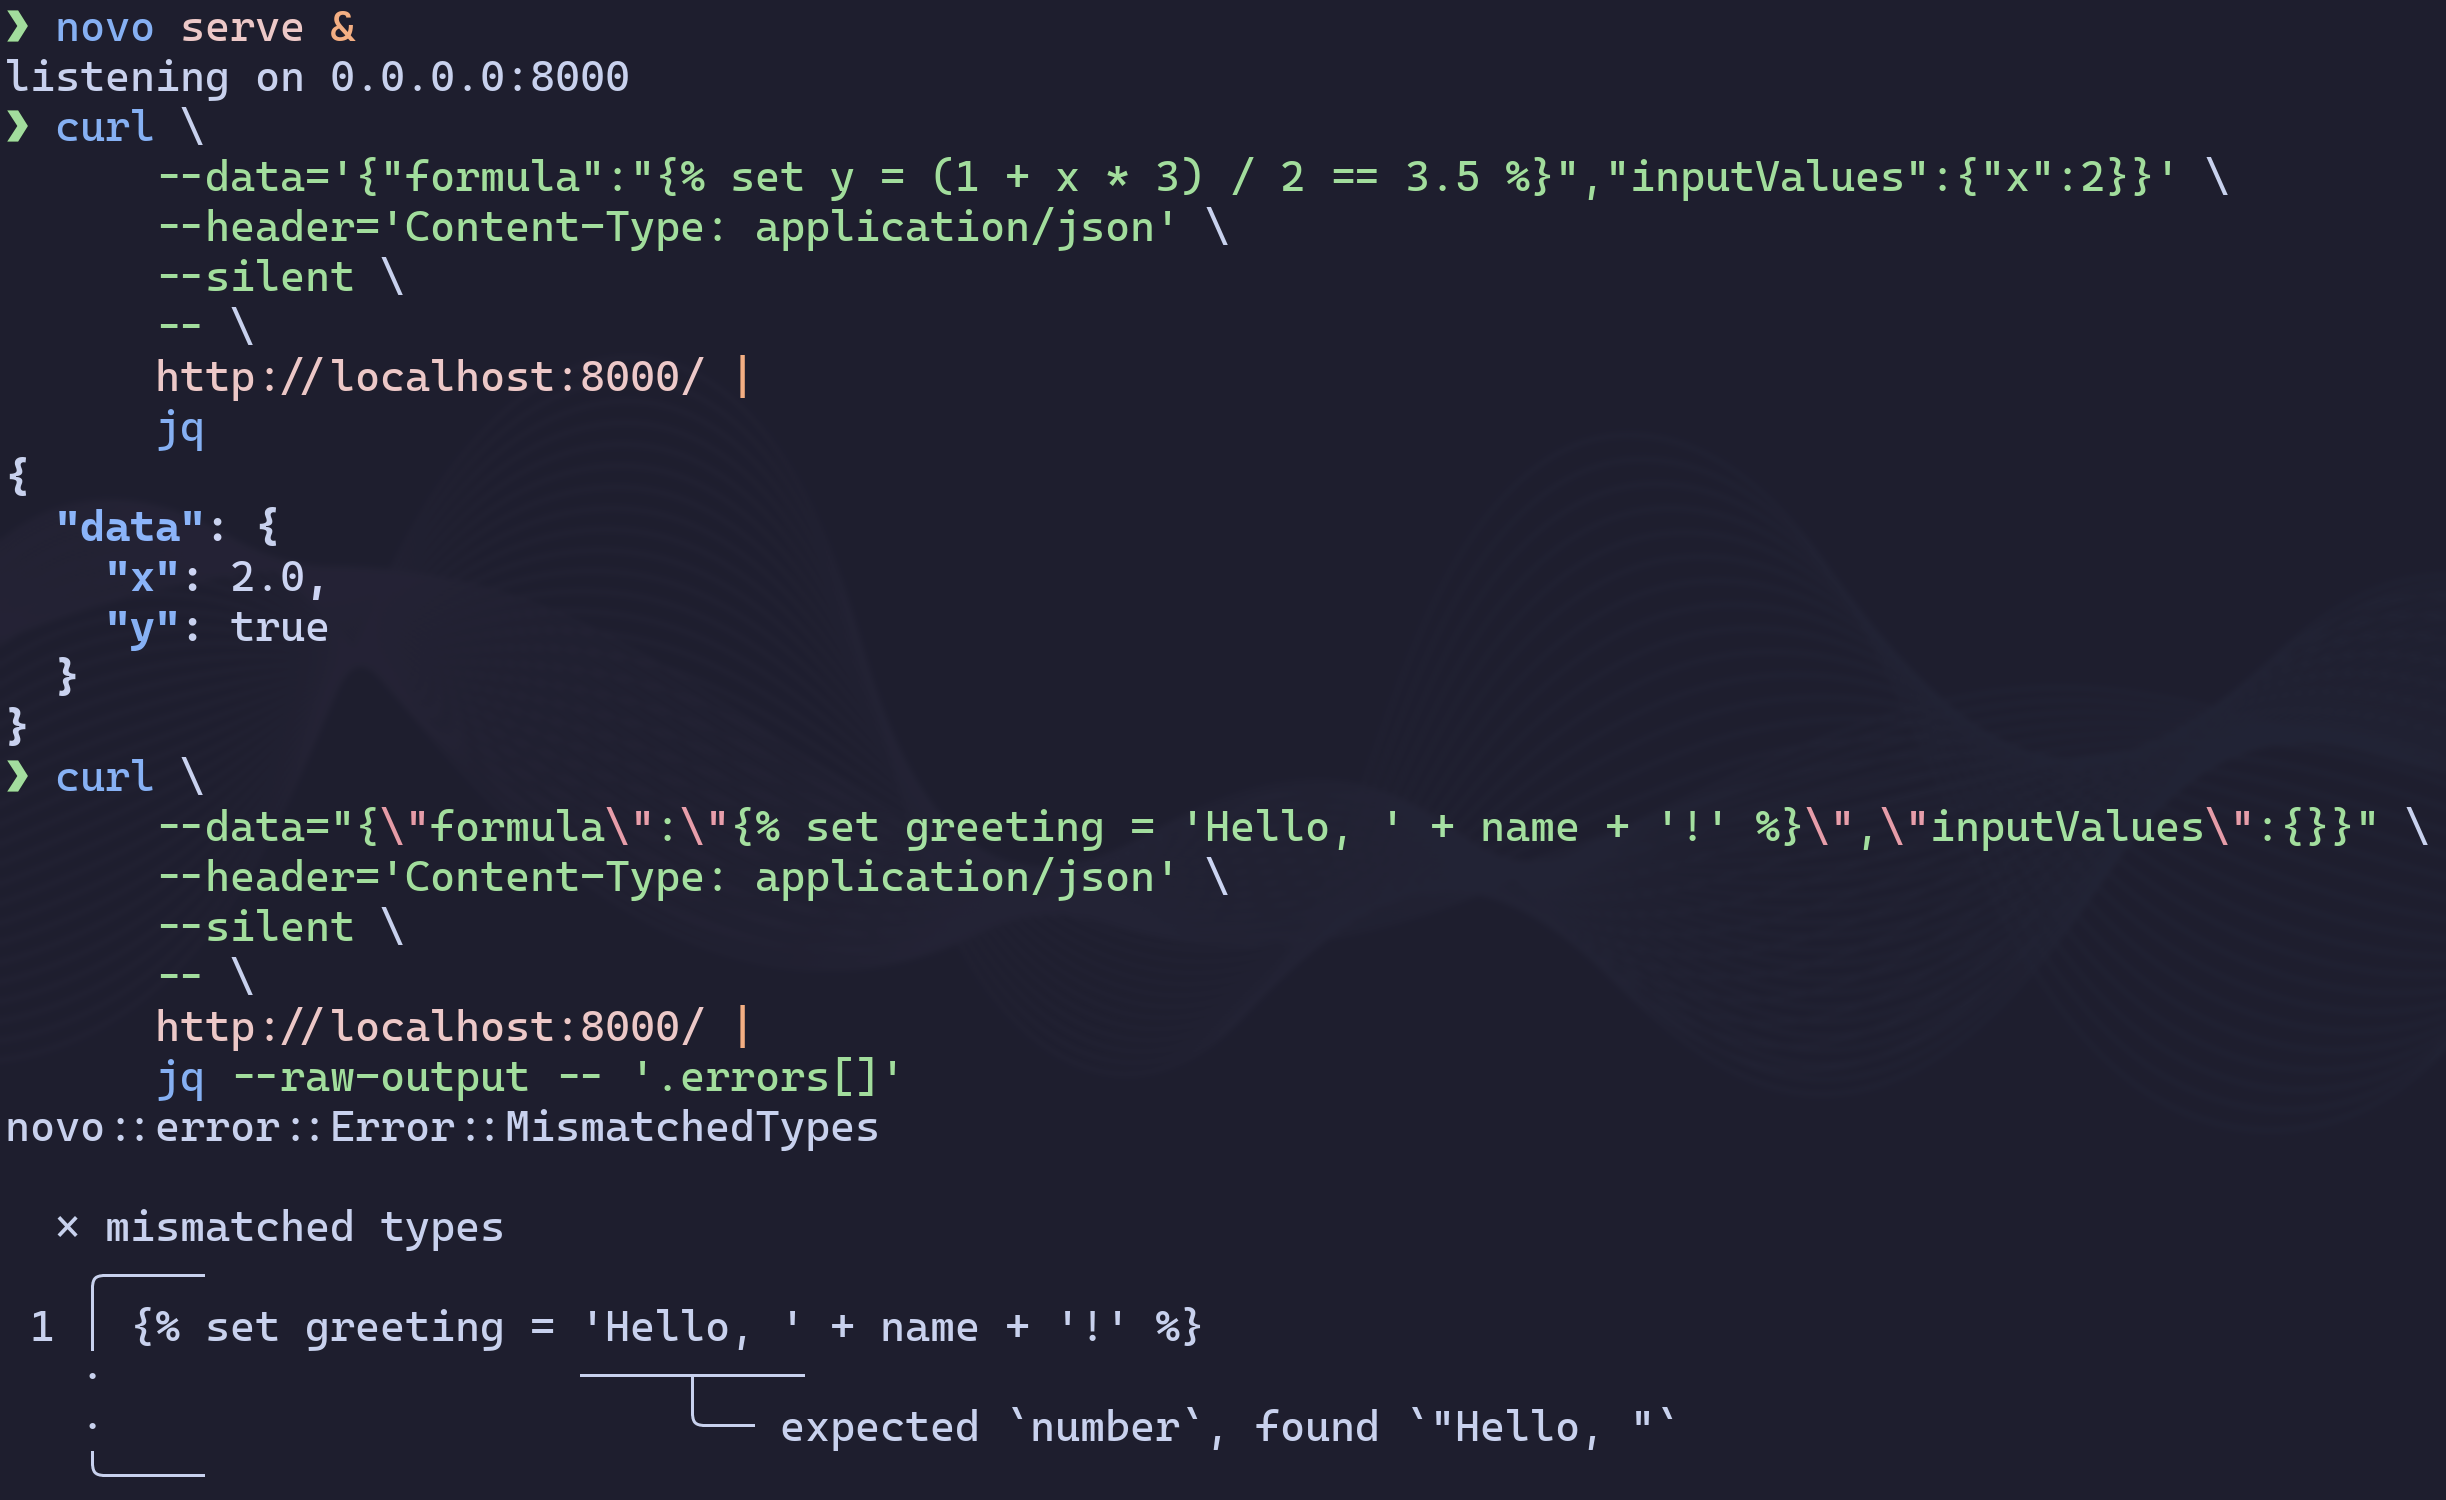 ❯ novo serve &
listening on 0.0.0.0:8000
❯ curl \
      --data='{"formula":"{% set y = (1 + x * 3) / 2 == 3.5 %}","inputValues":{"x":2}}' \
      --header='Content-Type: application/json' \
      --silent \
      -- \
      http://localhost:8000/ |
      jq
{
  "data": {
    "x": 2.0,
    "y": true
  }
}
❯ curl \
      --data="{\"formula\":\"{% set greeting = 'Hello, ' + name + '!' %}\",\"inputValues\":{}}" \
      --header='Content-Type: application/json' \
      --silent \
      -- \
      http://localhost:8000/ |
      jq --raw-output -- '.errors[]'
novo::error::Error::MismatchedTypes
  × mismatched types
   ╭────
 1 │ {% set greeting = 'Hello, ' + name + '!' %}
   ·                   ────┬────
   ·                       ╰── expected `number`, found `"Hello, "`
   ╰────